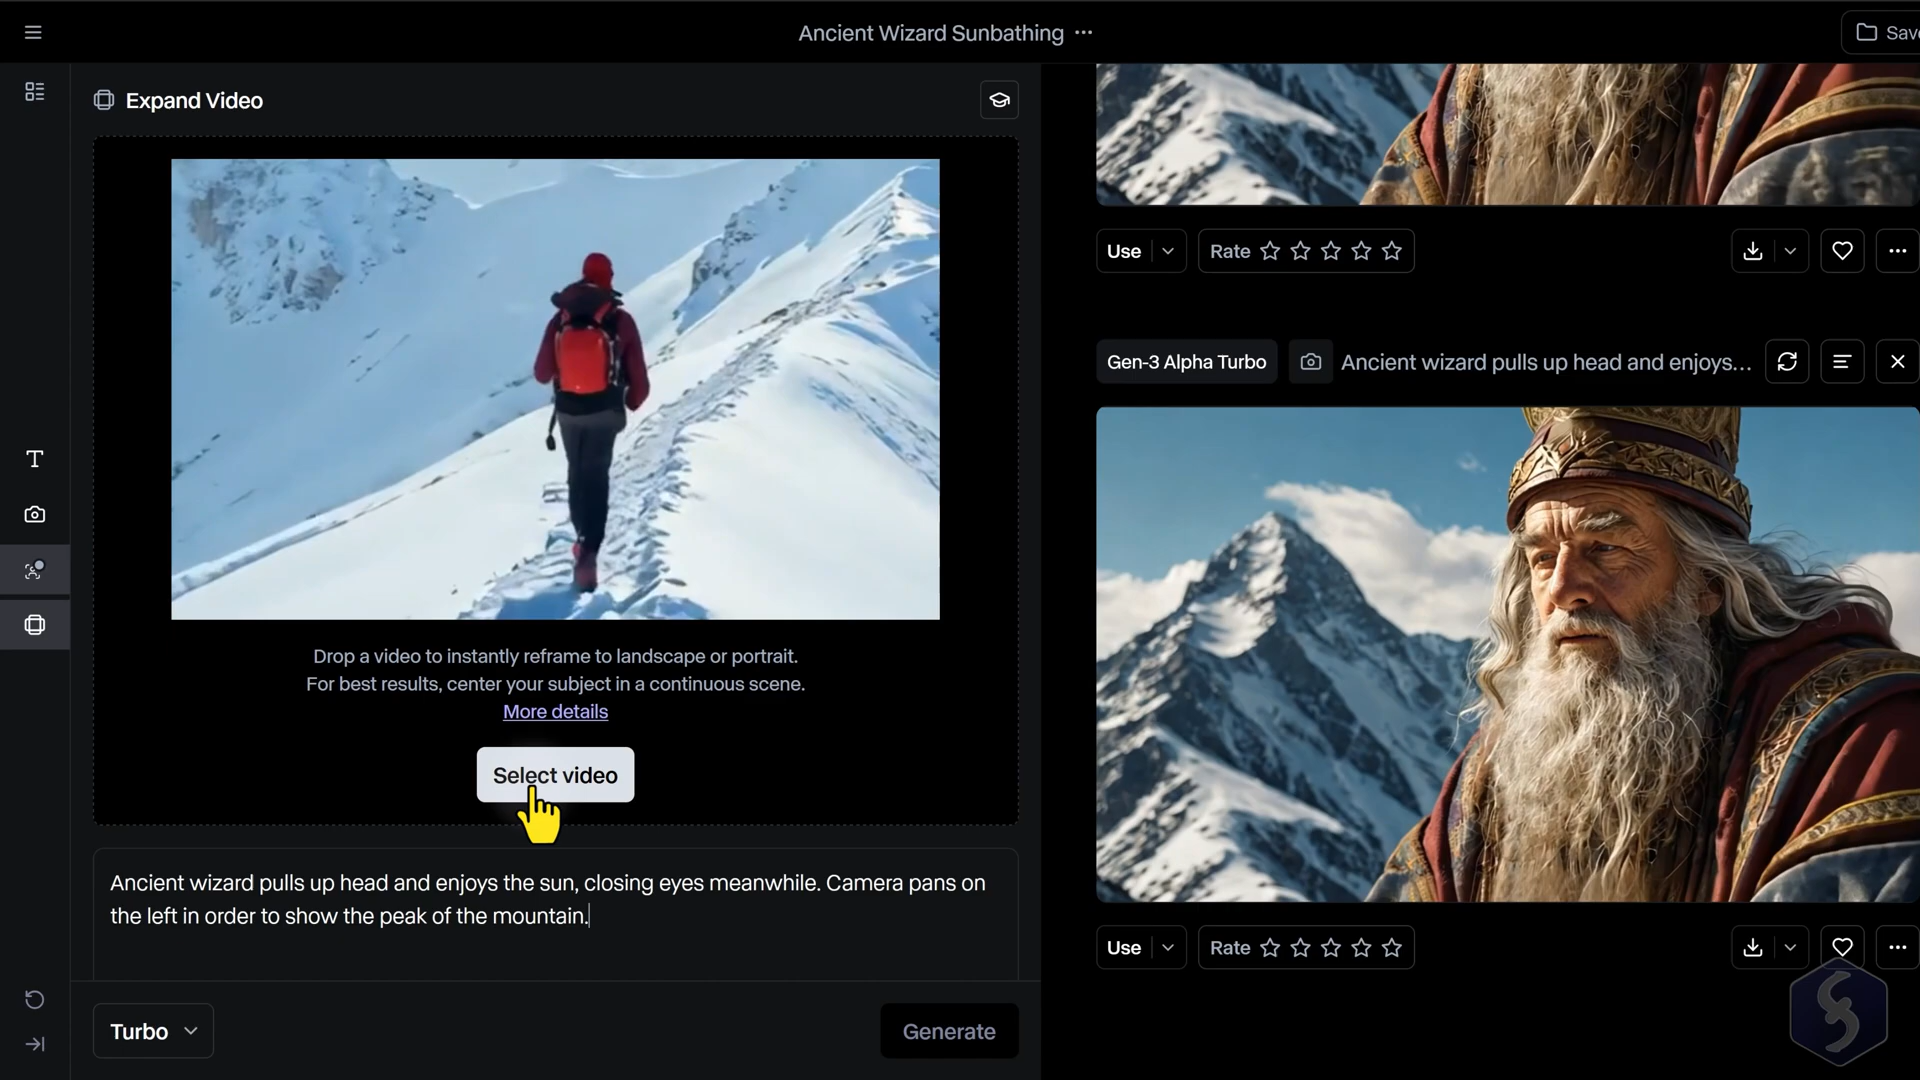 Ancient Wizard Sunbathing
Expand Video
Drop a video to instantly reframe to landscape or portrait.
For best results, center your subject in a continuous scene.
More details
Select video
Ancient wizard pulls up head and enjoys the sun, closing eyes meanwhile. Camera pans on
the left in order to show the peak of the mountain.
Turbo
Generate
Use
Rate
Gen-3 Alpha Turbo
Ancient wizard pulls up head and enjoys...
Use
Rate